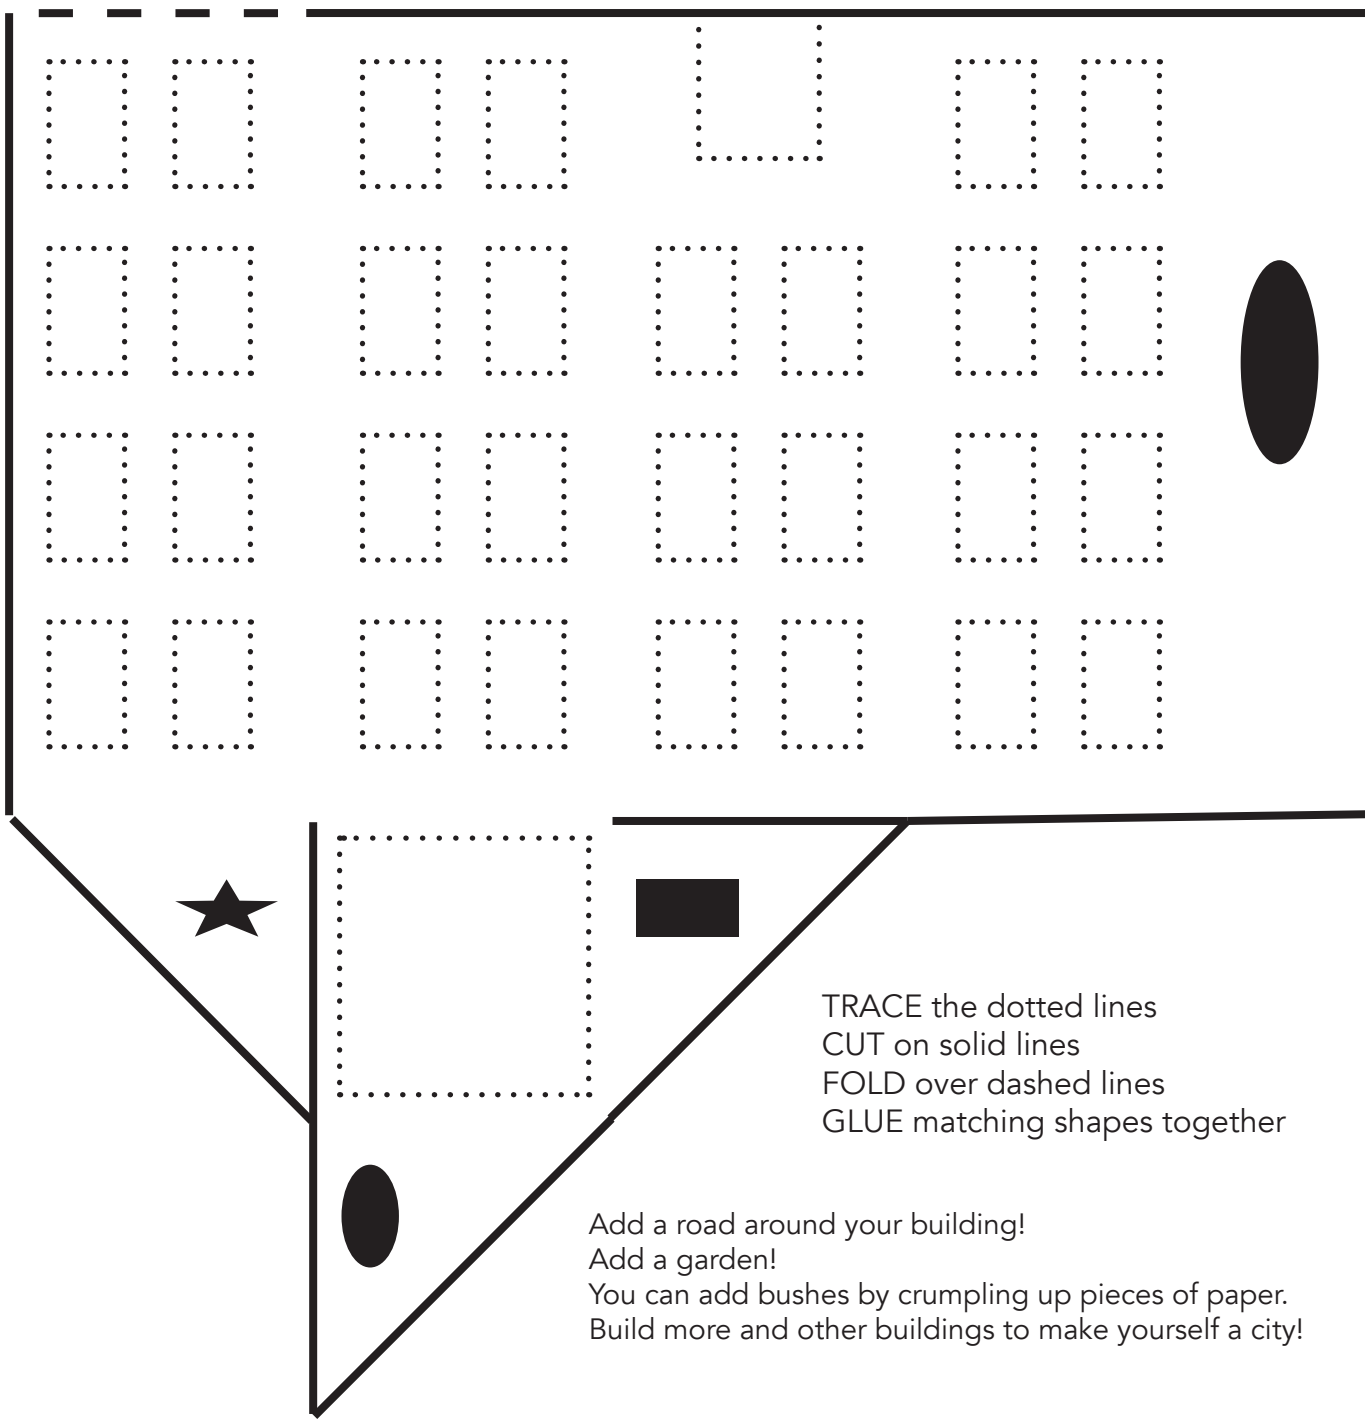 TRACE the dotted lines
CUT on solid lines
FOLD over dashed lines
GLUE matching shapes together
Add a road around your building!
Add a garden!
You can add bushes by crumpling up pieces of paper.
Build more and other buildings to make yourself a city!